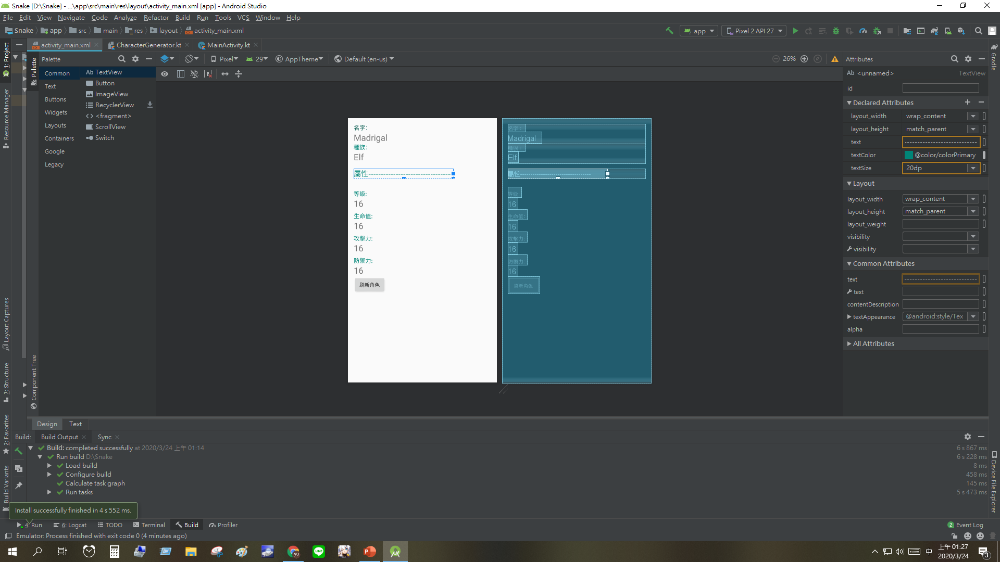 Snake [D:\Snake] - ...\app\src\main\res\layout\activity_main.xml [app] - Android Studio
File Edit View Navigate Code Analyze Refactor Build Run Tools VCS Window Help
Snake app src main res layout activity_main.xml
app Pixel 2 API 27
activity_main.xml CharacterGenerator.kt MainActivity.kt
1: Project
Resource Manager
Layout Captures
7: Structure
2: Favorites
Build Variants
Palette
Component Tree
Palette
Common
Text
Buttons
Widgets
Layouts
Containers
Google
Legacy
Ab TextView
Button
ImageView
RecyclerView
<fragment>
ScrollView
Switch
Pixel 29 AppTheme Default (en-us) 26%
名字:
Madrigal
種族:
Elf
屬性--------------------------------
等級:
16
生命值:
16
攻擊力:
16
防禦力:
16
刷新角色
名字:
Madrigal
種族:
Elf
屬性--------------------------------
等級:
16
生命值:
16
攻擊力:
16
防禦力:
16
刷新角色
Attributes
Ab <unnamed> TextView
id
Declared Attributes
layout_width wrap_content
layout_height match_parent
text ----------------------------
textColor @color/colorPrimary
textSize 20dp
Layout
layout_width wrap_content
layout_height match_parent
layout_weight
visibility
visibility
Common Attributes
text ----------------------------
text
contentDescription
textAppearance @android:style/Tex
alpha
All Attributes
Gradle
Device File Explorer
Design Text
Build: Build Output Sync
Build: completed successfully at 2020/3/24 上午 01:14 6 s 867 ms
Run build D:\Snake 6 s 228 ms
Load build 8 ms
Configure build 458 ms
Calculate task graph 145 ms
Run tasks 5 s 473 ms
Install successfully finished in 4 s 552 ms.
4: Run 6: Logcat TODO Terminal Build Profiler 2 Event Log
Emulator: Process finished with exit code 0 (4 minutes ago)
yu
LINE
中
上午 01:27
2020/3/24
3